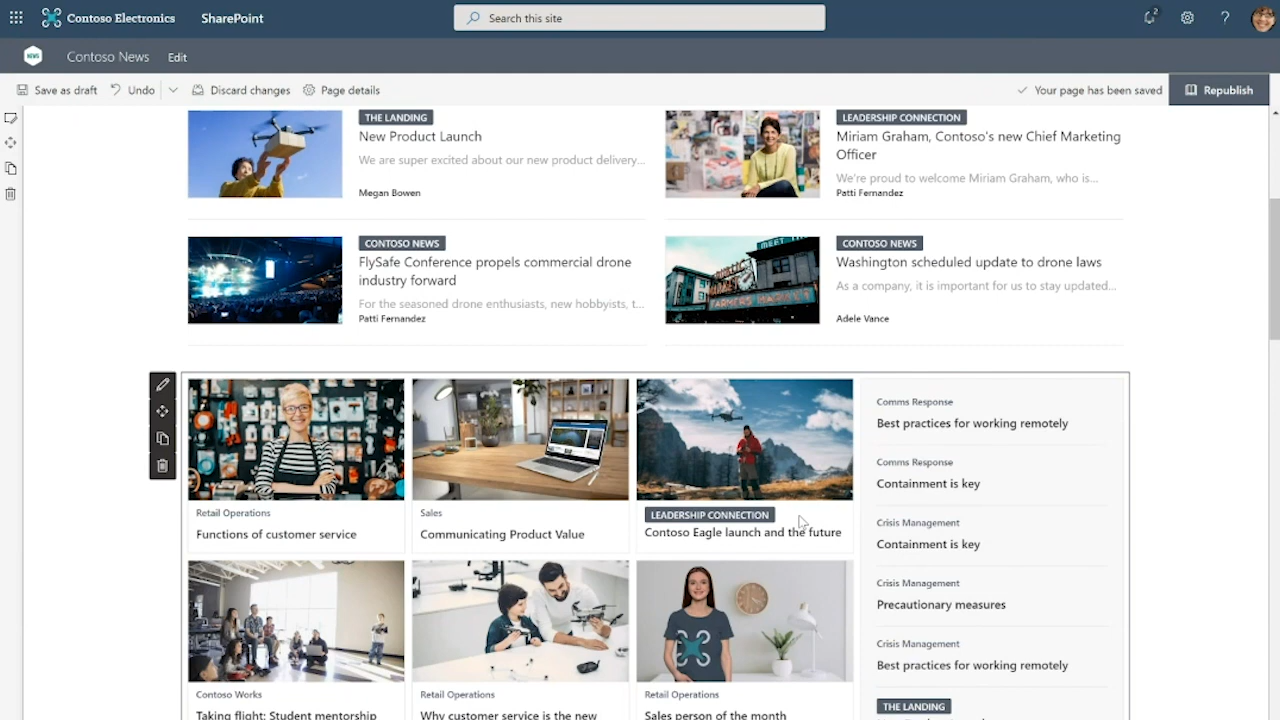 Contoso Electronics
SharePoint
Search this site
2
NEWS
Contoso News
Edit
Save as draft
Undo
Discard changes
Page details
Your page has been saved
Republish
THE LANDING
New Product Launch
We are super excited about our new product delivery...
Megan Bowen
LEADERSHIP CONNECTION
Miriam Graham, Contoso's new Chief Marketing
Officer
We're proud to welcome Miriam Graham, who is...
Patti Fernandez
CONTOSO NEWS
FlySafe Conference propels commercial drone
industry forward
For the seasoned drone enthusiasts, new hobbyists, t...
Patti Fernandez
MEET THE
FARMERS MARKET
CONTOSO NEWS
Washington scheduled update to drone laws
As a company, it is important for us to stay updated...
Adele Vance
Retail Operations
Functions of customer service
Sales
Communicating Product Value
LEADERSHIP CONNECTION
Contoso Eagle launch and the future
Contoso Works
Taking flight: Student mentorship
Retail Operations
Why customer service is the new
Retail Operations
Sales person of the month
Comms Response
Best practices for working remotely
Comms Response
Containment is key
Crisis Management
Containment is key
Crisis Management
Precautionary measures
Crisis Management
Best practices for working remotely
THE LANDING